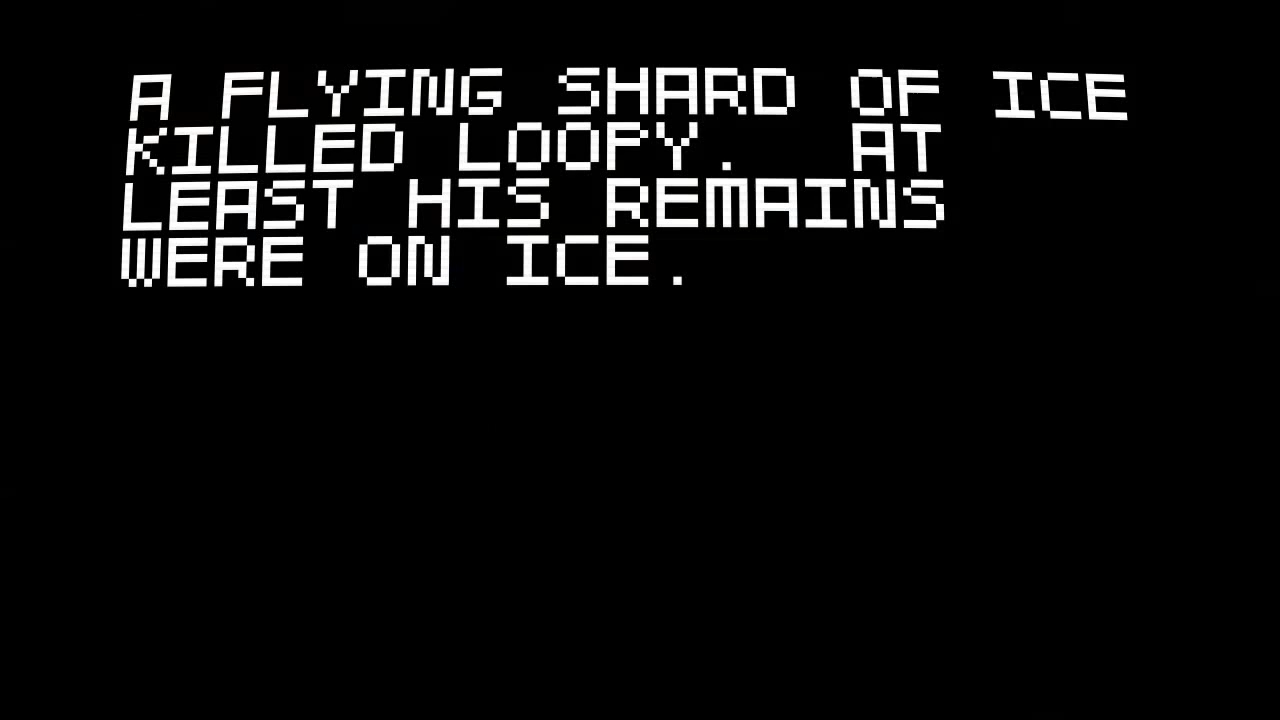 A FLYING SHARD OF ICE
KILLED LOOPY.  AT
LEAST HIS REMAINS
WERE ON ICE.